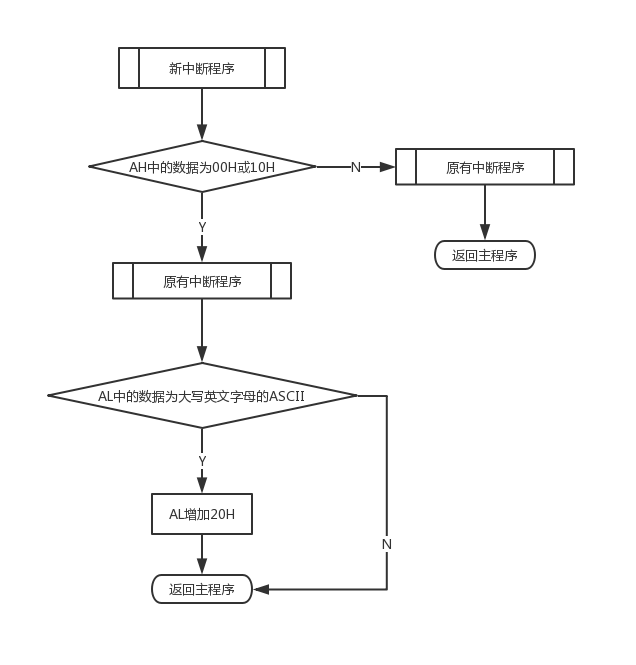 新中断程序
AH中的数据为00H或10H
N
原有中断程序
Y
返回主程序
原有中断程序
AL中的数据为大写英文字母的ASCII
Y
AL增加20H
N
返回主程序